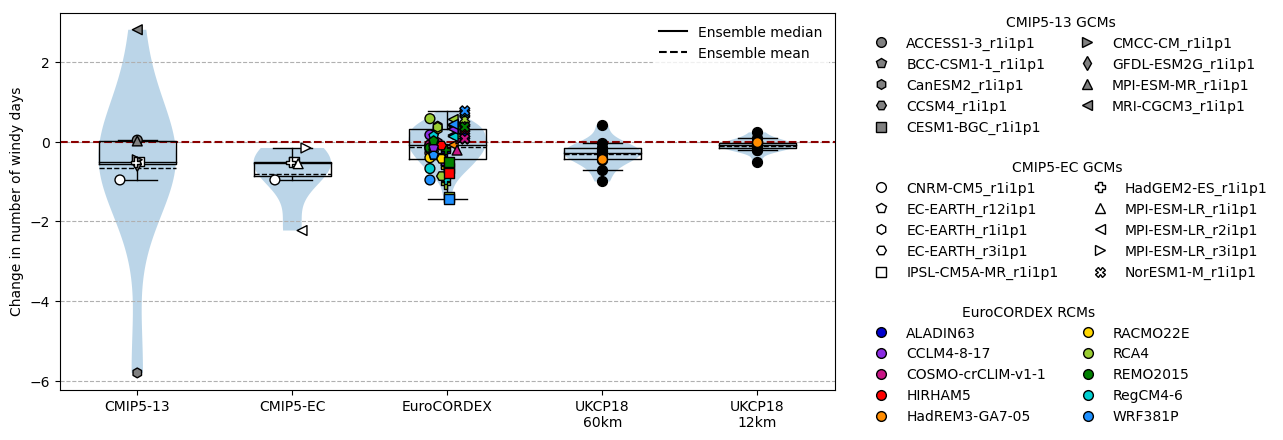 Change in number of windy days
2
0
−2
−4
−6
Ensemble median
Ensemble mean
CMIP5-13
CMIP5-EC
EuroCORDEX
UKCP18
60km
UKCP18
12km
CMIP5-13 GCMs
ACCESS1-3_r1i1p1
BCC-CSM1-1_r1i1p1
CanESM2_r1i1p1
CCSM4_r1i1p1
CESM1-BGC_r1i1p1
CMCC-CM_r1i1p1
GFDL-ESM2G_r1i1p1
MPI-ESM-MR_r1i1p1
MRI-CGCM3_r1i1p1
CMIP5-EC GCMs
CNRM-CM5_r1i1p1
EC-EARTH_r12i1p1
EC-EARTH_r1i1p1
EC-EARTH_r3i1p1
IPSL-CM5A-MR_r1i1p1
HadGEM2-ES_r1i1p1
MPI-ESM-LR_r1i1p1
MPI-ESM-LR_r2i1p1
MPI-ESM-LR_r3i1p1
NorESM1-M_r1i1p1
EuroCORDEX RCMs
ALADIN63
CCLM4-8-17
COSMO-crCLIM-v1-1
HIRHAM5
HadREM3-GA7-05
RACMO22E
RCA4
REMO2015
RegCM4-6
WRF381P